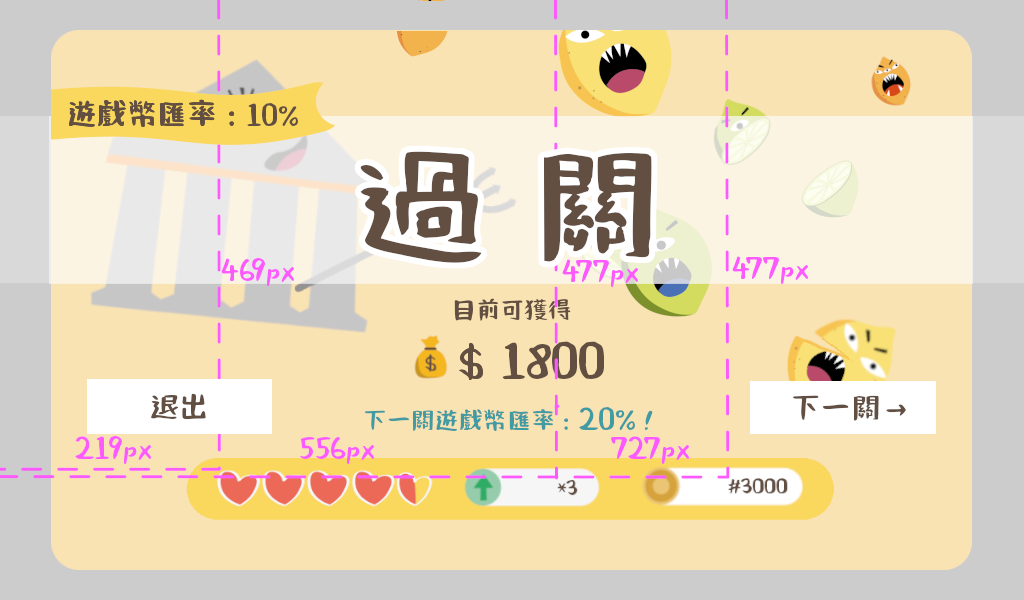 遊戲幣匯率：10%
過關
469px
477px
477px
目前可獲得
$ 1800
退出
下一關→
下一關遊戲幣匯率：20%！
219px
556px
727px
*3
#3000